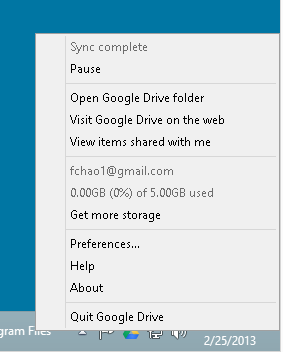 Sync complete
Pause
Open Google Drive folder
Visit Google Drive on the web
View items shared with me
fchao1@gmail.com
0.00GB (0%) of 5.00GB used
Get more storage
Preferences...
Help
About
Quit Google Drive
gram Files
2/25/2013